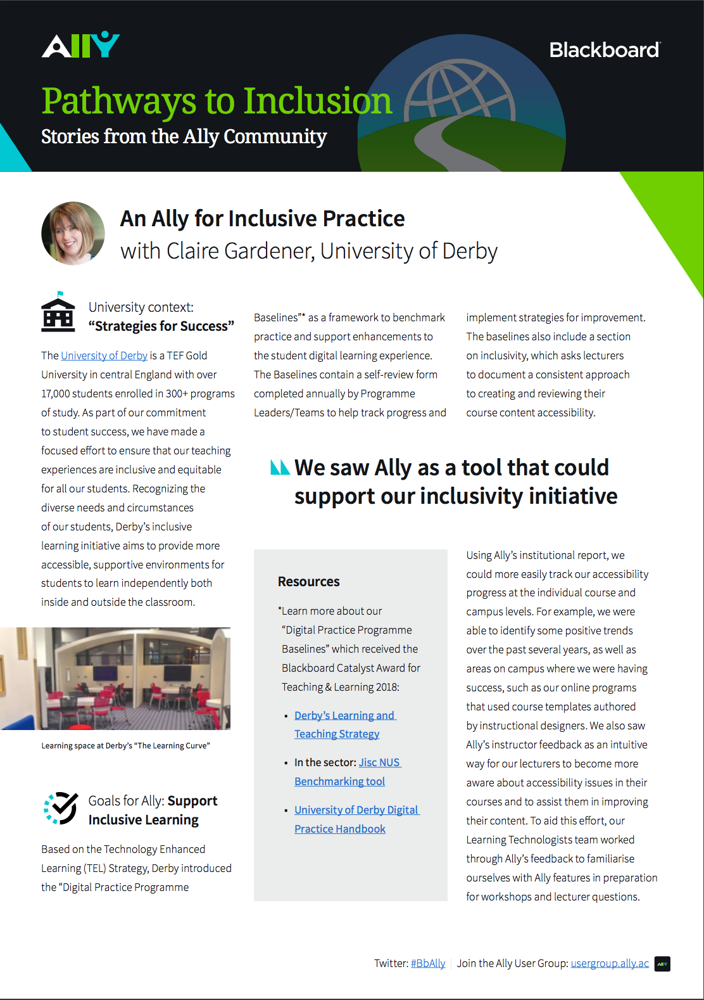 Ally
Blackboard
Pathways to Inclusion
Stories from the Ally Community
An Ally for Inclusive Practice
with Claire Gardener, University of Derby
University context:
“Strategies for Success”
The University of Derby is a TEF Gold
University in central England with over
17,000 students enrolled in 300+ programs
of study. As part of our commitment
to student success, we have made a
focused effort to ensure that our teaching
experiences are inclusive and equitable
for all our students. Recognizing the
diverse needs and circumstances
of our students, Derby’s inclusive
learning initiative aims to provide more
accessible, supportive environments for
students to learn independently both
inside and outside the classroom.
Learning space at Derby’s “The Learning Curve”
Goals for Ally: Support
Inclusive Learning
Based on the Technology Enhanced
Learning (TEL) Strategy, Derby introduced
the “Digital Practice Programme
Baselines”* as a framework to benchmark
practice and support enhancements to
the student digital learning experience.
The Baselines contain a self-review form
completed annually by Programme
Leaders/Teams to help track progress and
implement strategies for improvement.
The baselines also include a section
on inclusivity, which asks lecturers
to document a consistent approach
to creating and reviewing their
course content accessibility.
We saw Ally as a tool that could
support our inclusivity initiative
Resources
*Learn more about our
“Digital Practice Programme
Baselines” which received the
Blackboard Catalyst Award for
Teaching & Learning 2018:
• Derby’s Learning and
Teaching Strategy
• In the sector: Jisc NUS
Benchmarking tool
• University of Derby Digital
Practice Handbook
Using Ally’s institutional report, we
could more easily track our accessibility
progress at the individual course and
campus levels. For example, we were
able to identify some positive trends
over the past several years, as well as
areas on campus where we were having
success, such as our online programs
that used course templates authored
by instructional designers. We also saw
Ally’s instructor feedback as an intuitive
way for our lecturers to become more
aware about accessibility issues in their
courses and to assist them in improving
their content. To aid this effort, our
Learning Technologists team worked
through Ally’s feedback to familiarise
ourselves with Ally features in preparation
for workshops and lecturer questions.
Twitter: #BbAlly | Join the Ally User Group: usergroup.ally.ac
Ally